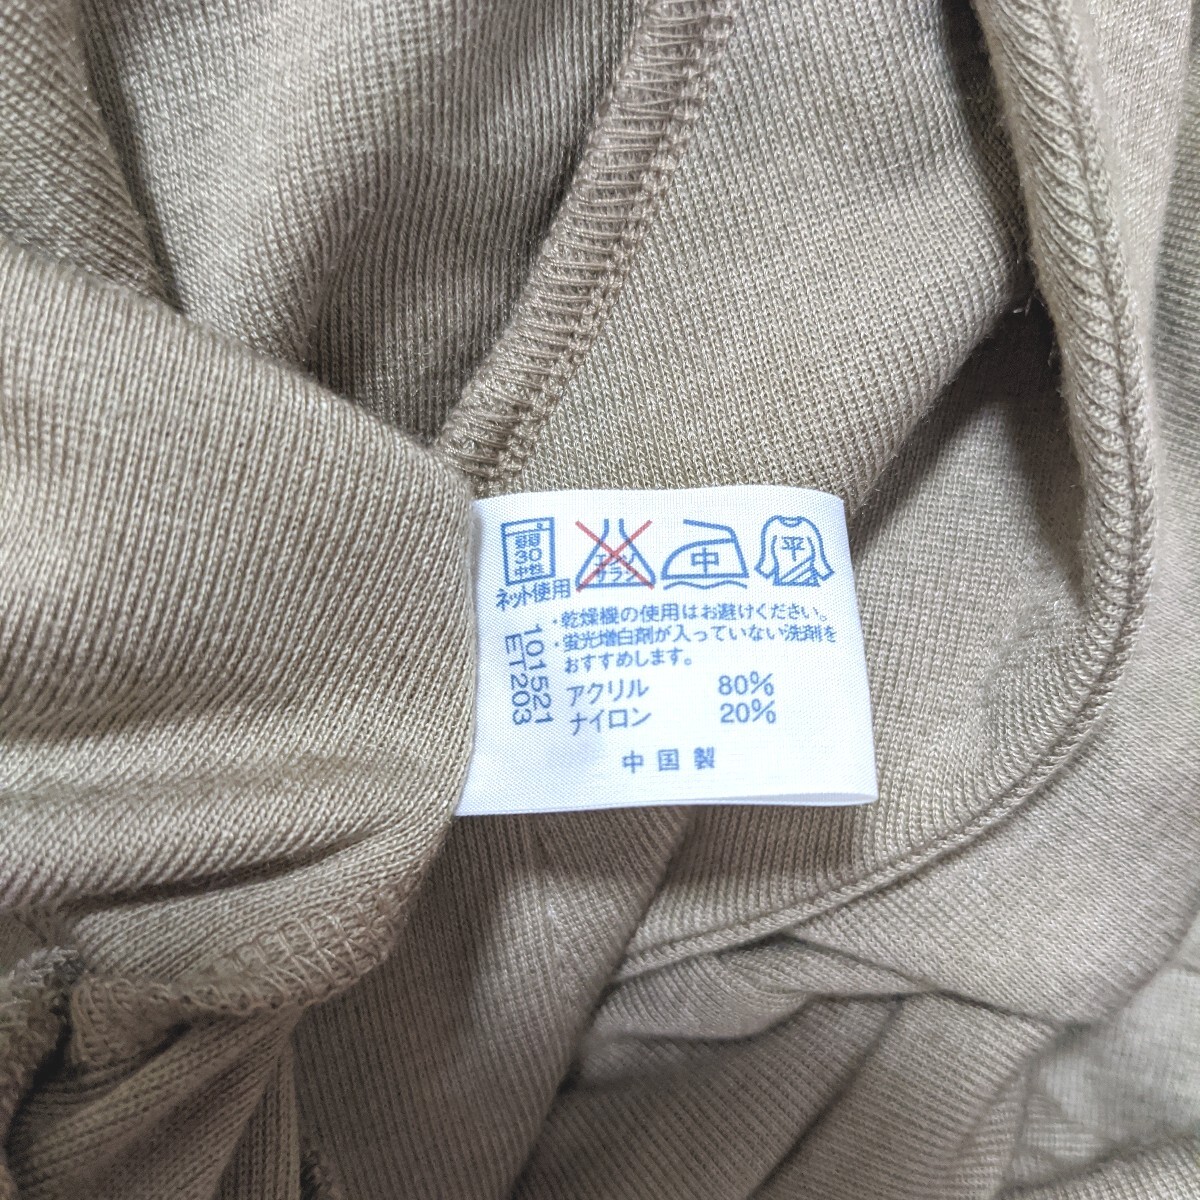 弱
30
中性
エンソ
サラシ
中
平
ネット使用
・乾燥機の使用はお避けください。
・蛍光増白剤が入っていない洗剤を
おすすめします。
アクリル 80%
ナイロン 20%
中国製
101521
ET203